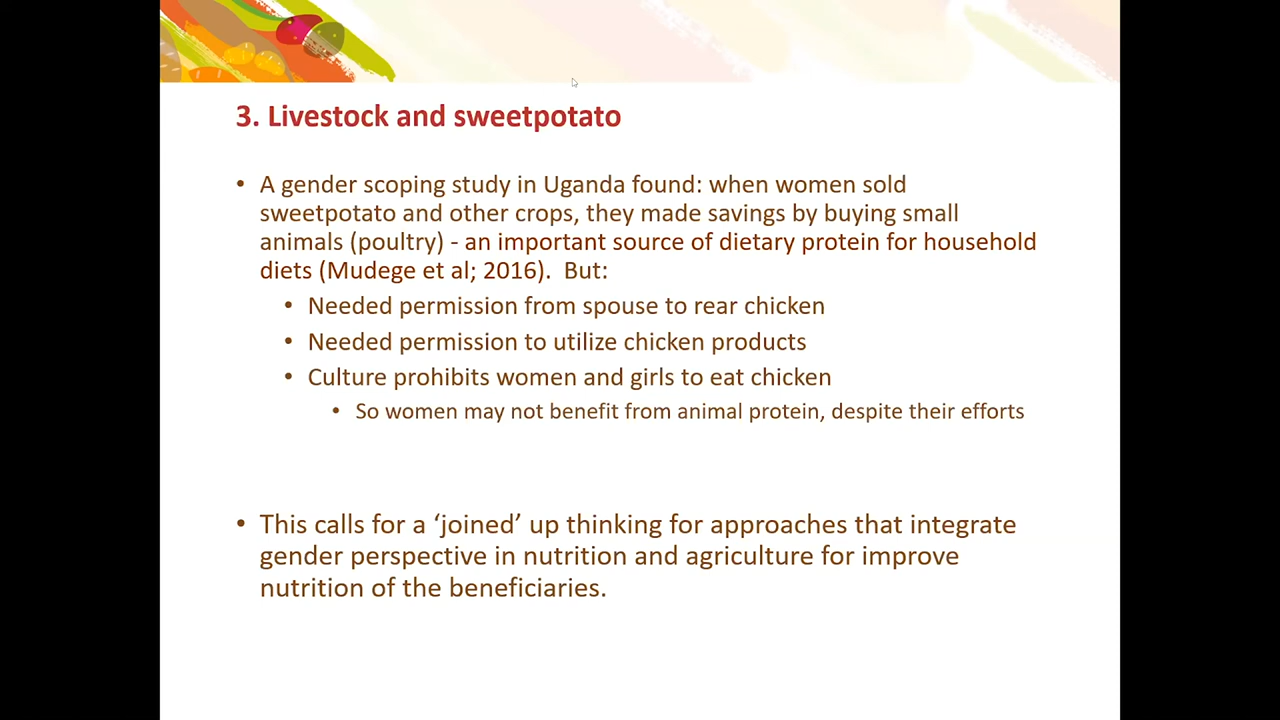 3. Livestock and sweetpotato
• A gender scoping study in Uganda found: when women sold
sweetpotato and other crops, they made savings by buying small
animals (poultry) - an important source of dietary protein for household
diets (Mudege et al; 2016).  But:
• Needed permission from spouse to rear chicken
• Needed permission to utilize chicken products
• Culture prohibits women and girls to eat chicken
• So women may not benefit from animal protein, despite their efforts
• This calls for a ‘joined’ up thinking for approaches that integrate
gender perspective in nutrition and agriculture for improve
nutrition of the beneficiaries.